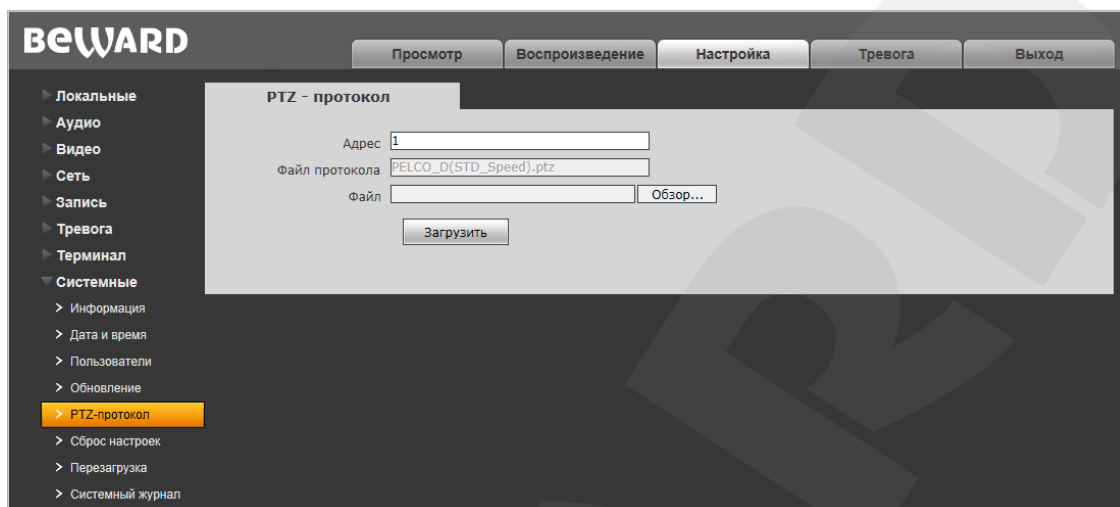 BEWARD
Просмотр Воспроизведение Настройка Тревога Выход
Локальные
Аудио
Видео
Сеть
Запись
Тревога
Терминал
Системные
Информация
Дата и время
Пользователи
Обновление
PTZ-протокол
Сброс настроек
Перезагрузка
Системный журнал
PTZ - протокол
Адрес 1
Файл протокола PELCO_D(STD_Speed).ptz
Файл Обзор...
Загрузить